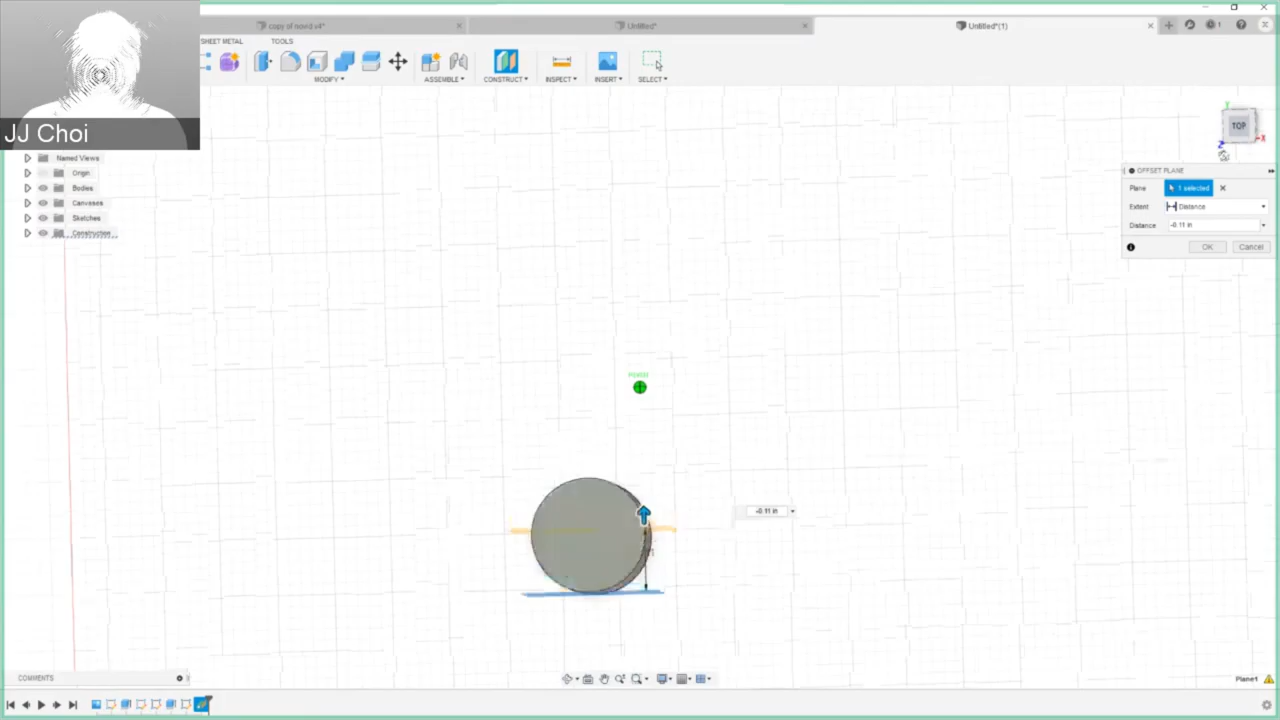 copy of novi2 v4*
Untitled*
Untitled*(1)
1
SHEET METAL
TOOLS
MODIFY
ASSEMBLE
CONSTRUCT
INSPECT
INSERT
SELECT
JJ Choi
TOP
Y
X
Z
Named Views
Origin
Bodies
Canvases
Sketches
Construction
OFFSET PLANE
Plane
1 selected
Extent
Distance
Distance
-0.11 in
OK
Cancel
-0.11 in
COMMENTS
Plane1